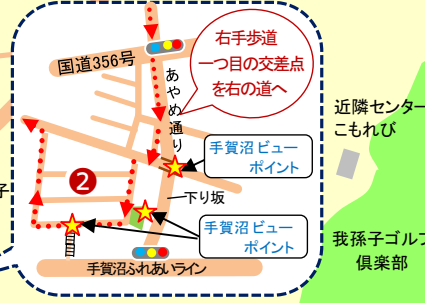 国道356号
あやめ通り
右手歩道
一つ目の交差点
を右の道へ
近隣センター
こもれび
手賀沼ビュー
ポイント
❷
下り坂
子
手賀沼ビュー
ポイント
我孫子ゴルフ
倶楽部
手賀沼ふれあいライン